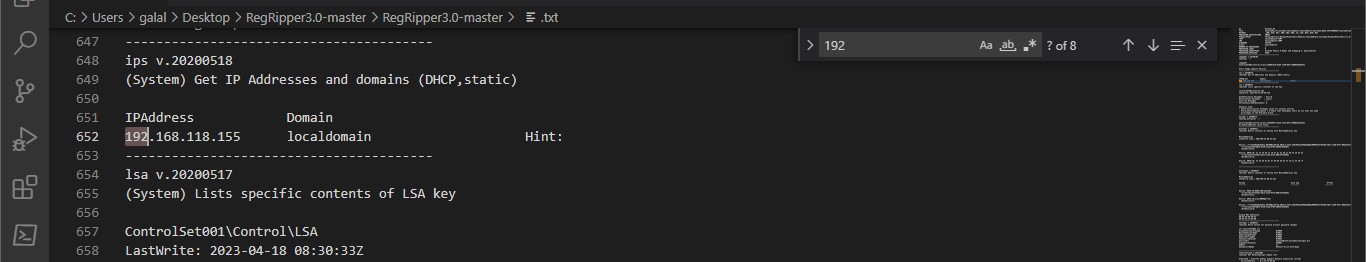 C: > Users > galal > Desktop > RegRipper3.0-master > RegRipper3.0-master > .txt
192 Aa ab .* ? of 8
647 ----------------------------------------
648 ips v.20200518
649 (System) Get IP Addresses and domains (DHCP,static)
650
651 IPAddress Domain
652 192.168.118.155 localdomain Hint:
653 ----------------------------------------
654 lsa v.20200517
655 (System) Lists specific contents of LSA key
656
657 ControlSet001\Control\LSA
658 LastWrite: 2023-04-18 08:30:33Z